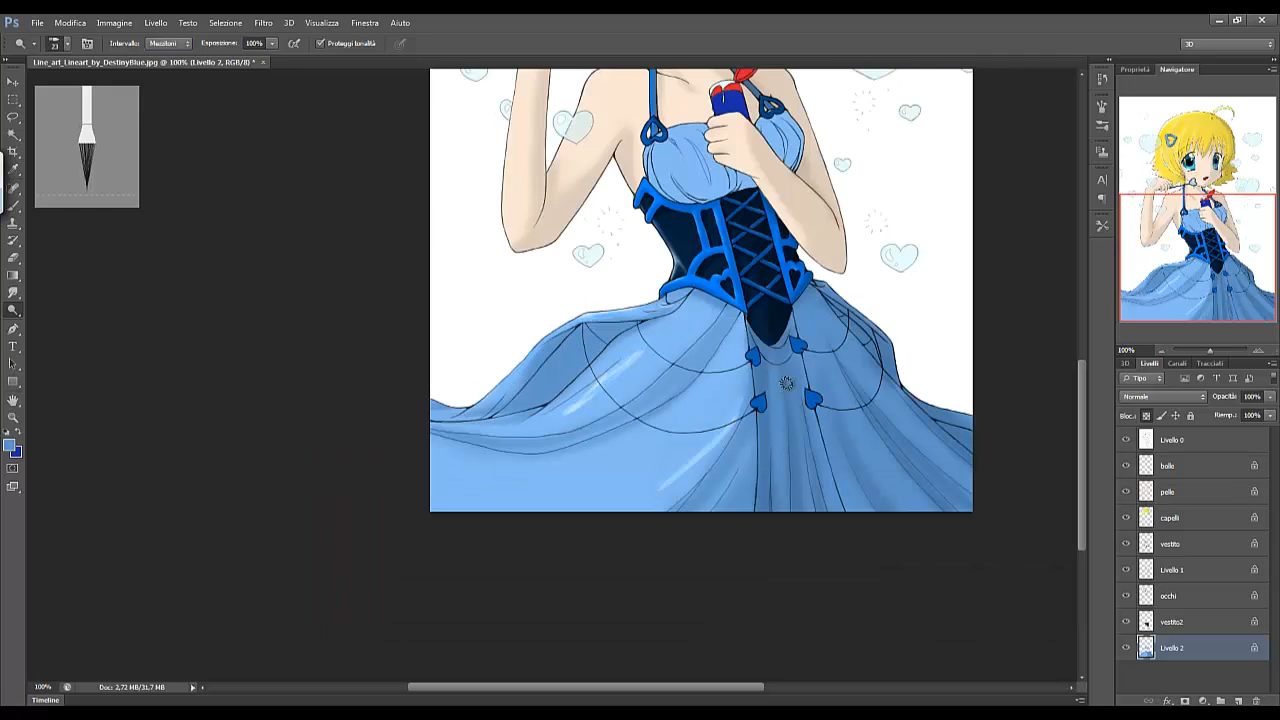 Ps File Modifica Immagine Livello Testo Selezione Filtro 3D Visualizza Finestra Aiuto
23 Intervallo: Mezzitoni Esposizione: 100% Proteggi tonalità 3D
Line_art_Lineart_by_DestinyBlue.jpg @ 100% (Livello 2, RGB/8) * ×
Proprietà Navigatore
100%
3D Livelli Canali Tracciati
Tipo
Normale Opacità: 100%
Bloc.: Riemp.: 100%
Livello 0
bolle
pelle
capelli
vestito
Livello 1
occhi
vestito2
Livello 2
100% Doc: 2,72 MB/31,7 MB
Timeline